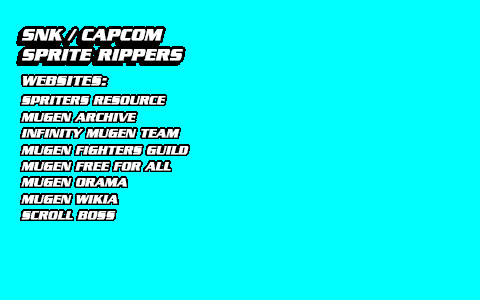 SNK / CAPCOM
SPRITE RIPPERS
WEBSITES:
SPRITERS RESOURCE
MUGEN ARCHIVE
INFINITY MUGEN TEAM
MUGEN FIGHTERS GUILD
MUGEN FREE FOR ALL
MUGEN ORAMA
MUGEN WIKIA
SCROLL BOSS